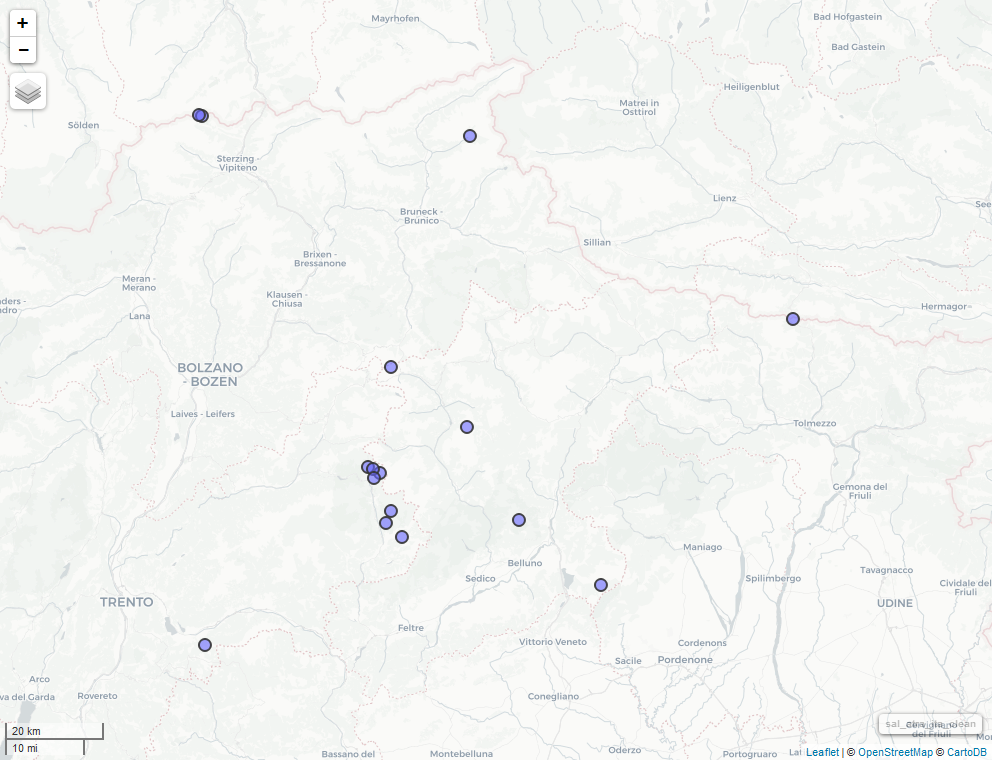 +
−
Mayrhofen
Bad Hofgastein
Bad Gastein
Heiligenblut
Matrei in
Osttirol
Sölden
Sterzing -
Vipiteno
Lienz
Bruneck -
Brunico
Sillian
Brixen -
Bressanone
Meran -
Merano
Klausen -
Chiusa
Hermagor-
Lana
BOLZANO
- BOZEN
Laives - Leifers
Tolmezzo
Gemona del
Friuli
Maniago
Belluno
Sedico
Spilimbergo
Tavagnacco
Cividale del
Friuli
TRENTO
UDINE
Feltre
Vittorio Veneto
Cordenons
Sacile
Pordenone
Arco
Rovereto
Conegliano
20 km
10 mi
Bassano del
Montebelluna
Oderzo
Portogruaro
del Friuli
Leaflet | © OpenStreetMap © CartoDB